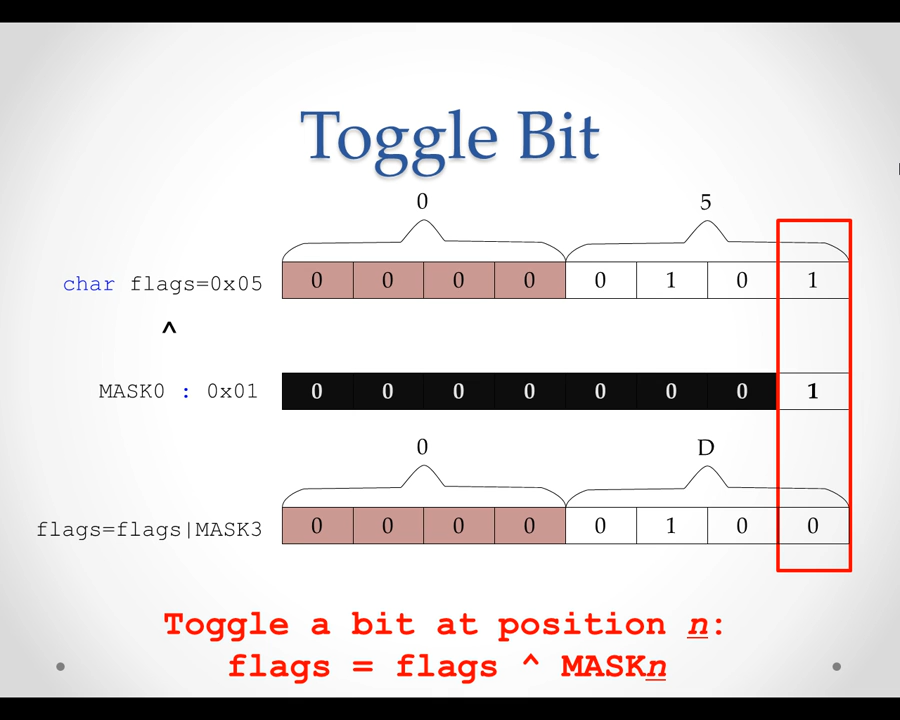 Toggle Bit
0 5
char flags=0x05 0 0 0 0 0 1 0 1
^
MASK0 : 0x01 0 0 0 0 0 0 0 1
0 D
flags=flags|MASK3 0 0 0 0 0 1 0 0
Toggle a bit at position n:
flags = flags ^ MASKn